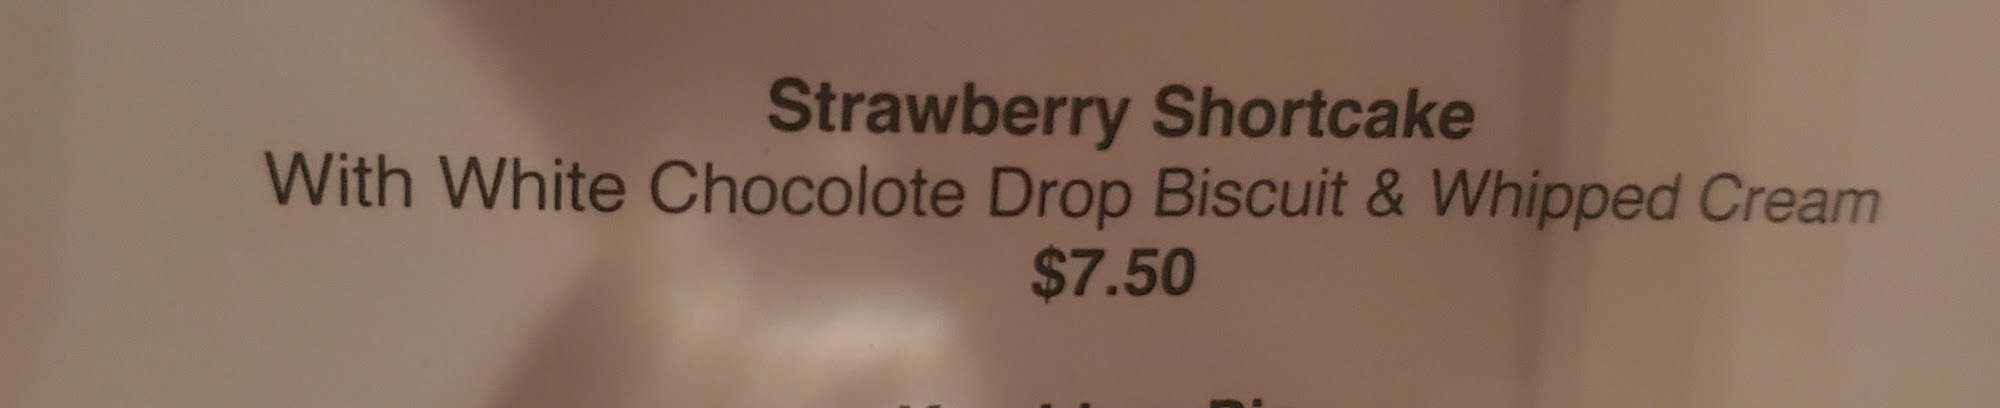 Strawberry Shortcake
With White Chocolote Drop Biscuit & Whipped Cream
$7.50